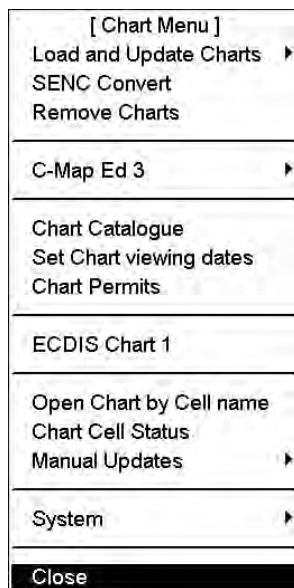 [ Chart Menu ]
Load and Update Charts
SENC Convert
Remove Charts
C-Map Ed 3
Chart Catalogue
Set Chart viewing dates
Chart Permits
ECDIS Chart 1
Open Chart by Cell name
Chart Cell Status
Manual Updates
System
Close